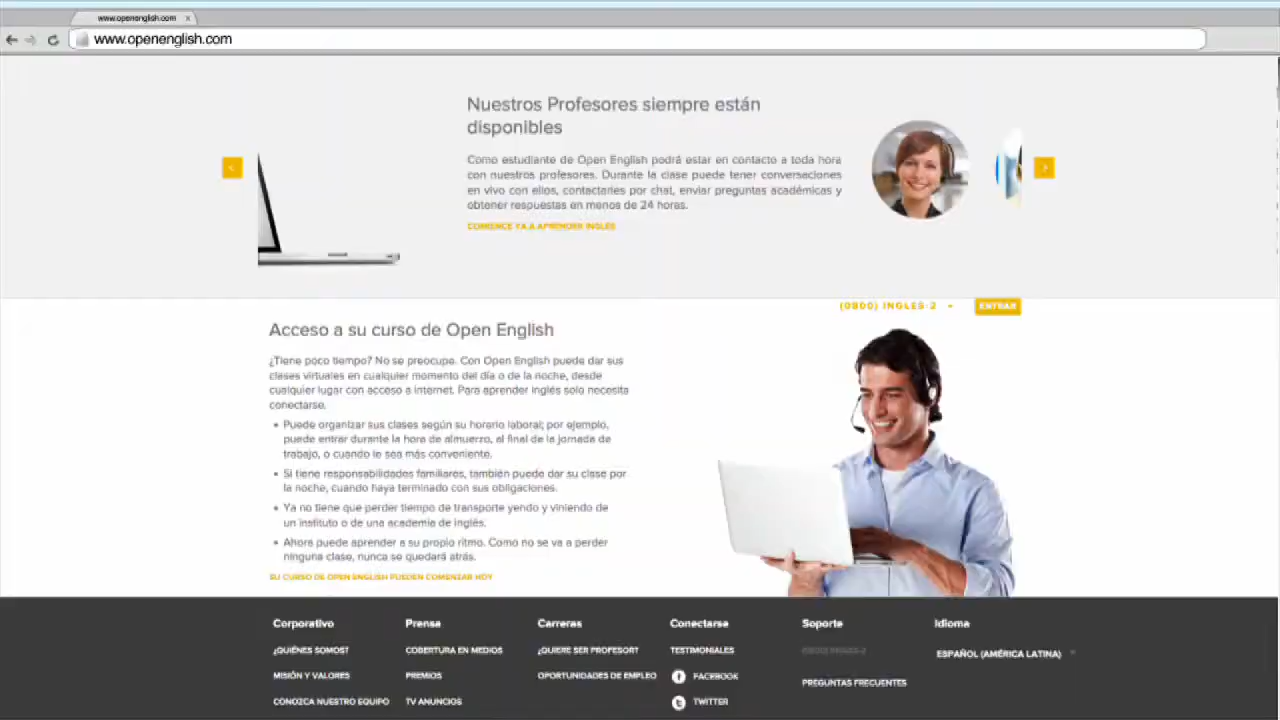 www.openenglish.com
www.openenglish.com
Nuestros Profesores siempre están
disponibles
Como estudiante de Open English podrá estar en contacto a toda hora
con nuestros profesores. Durante la clase puede tener conversaciones
en vivo con ellos, contactarles por chat, enviar preguntas académicas y
obtener respuestas en menos de 24 horas.
COMIENCE YA A APRENDER INGLÉS
(0800) INGLES-2
ENTRAR
Acceso a su curso de Open English
¿Tiene poco tiempo? No se preocupe. Con Open English puede dar sus
clases virtuales en cualquier momento del día o de la noche, desde
cualquier lugar con acceso a internet. Para aprender inglés solo necesita
conectarse.
• Puede organizar sus clases según su horario laboral; por ejemplo,
puede entrar durante la hora de almuerzo, al final de la jornada de
trabajo, o cuando le sea más conveniente.
• Si tiene responsabilidades familiares, también puede dar su clase por
la noche, cuando haya terminado con sus obligaciones.
• Ya no tiene que perder tiempo de transporte yendo y viniendo de
un instituto o de una academia de inglés.
• Ahora puede aprender a su propio ritmo. Como no se va a perder
ninguna clase, nunca se quedará atrás.
SU CURSO DE OPEN ENGLISH PUEDEN COMENZAR HOY
Corporativo
¿QUIÉNES SOMOS?
MISIÓN Y VALORES
CONOZCA NUESTRO EQUIPO
Prensa
COBERTURA EN MEDIOS
PREMIOS
TV ANUNCIOS
Carreras
¿QUIERE SER PROFESOR?
OPORTUNIDADES DE EMPLEO
Conectarse
TESTIMONIALES
FACEBOOK
TWITTER
Soporte
(0800) INGLES-2
PREGUNTAS FRECUENTES
Idioma
ESPAÑOL (AMÉRICA LATINA)